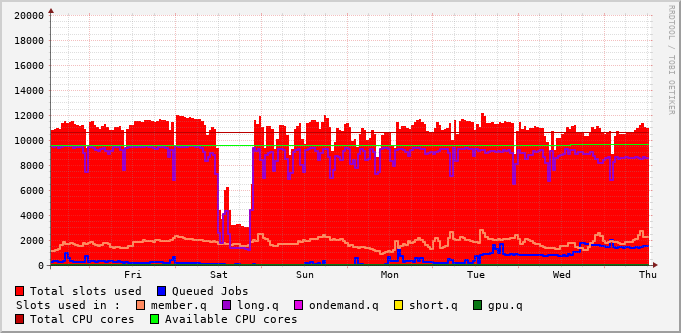 RRDTOOL / TOBI OETIKER
20000
18000
16000
14000
12000
10000
8000
6000
4000
2000
0
Fri Sat Sun Mon Tue Wed Thu
Total slots used Queued Jobs
Slots used in : member.q long.q ondemand.q short.q gpu.q
Total CPU cores Available CPU cores